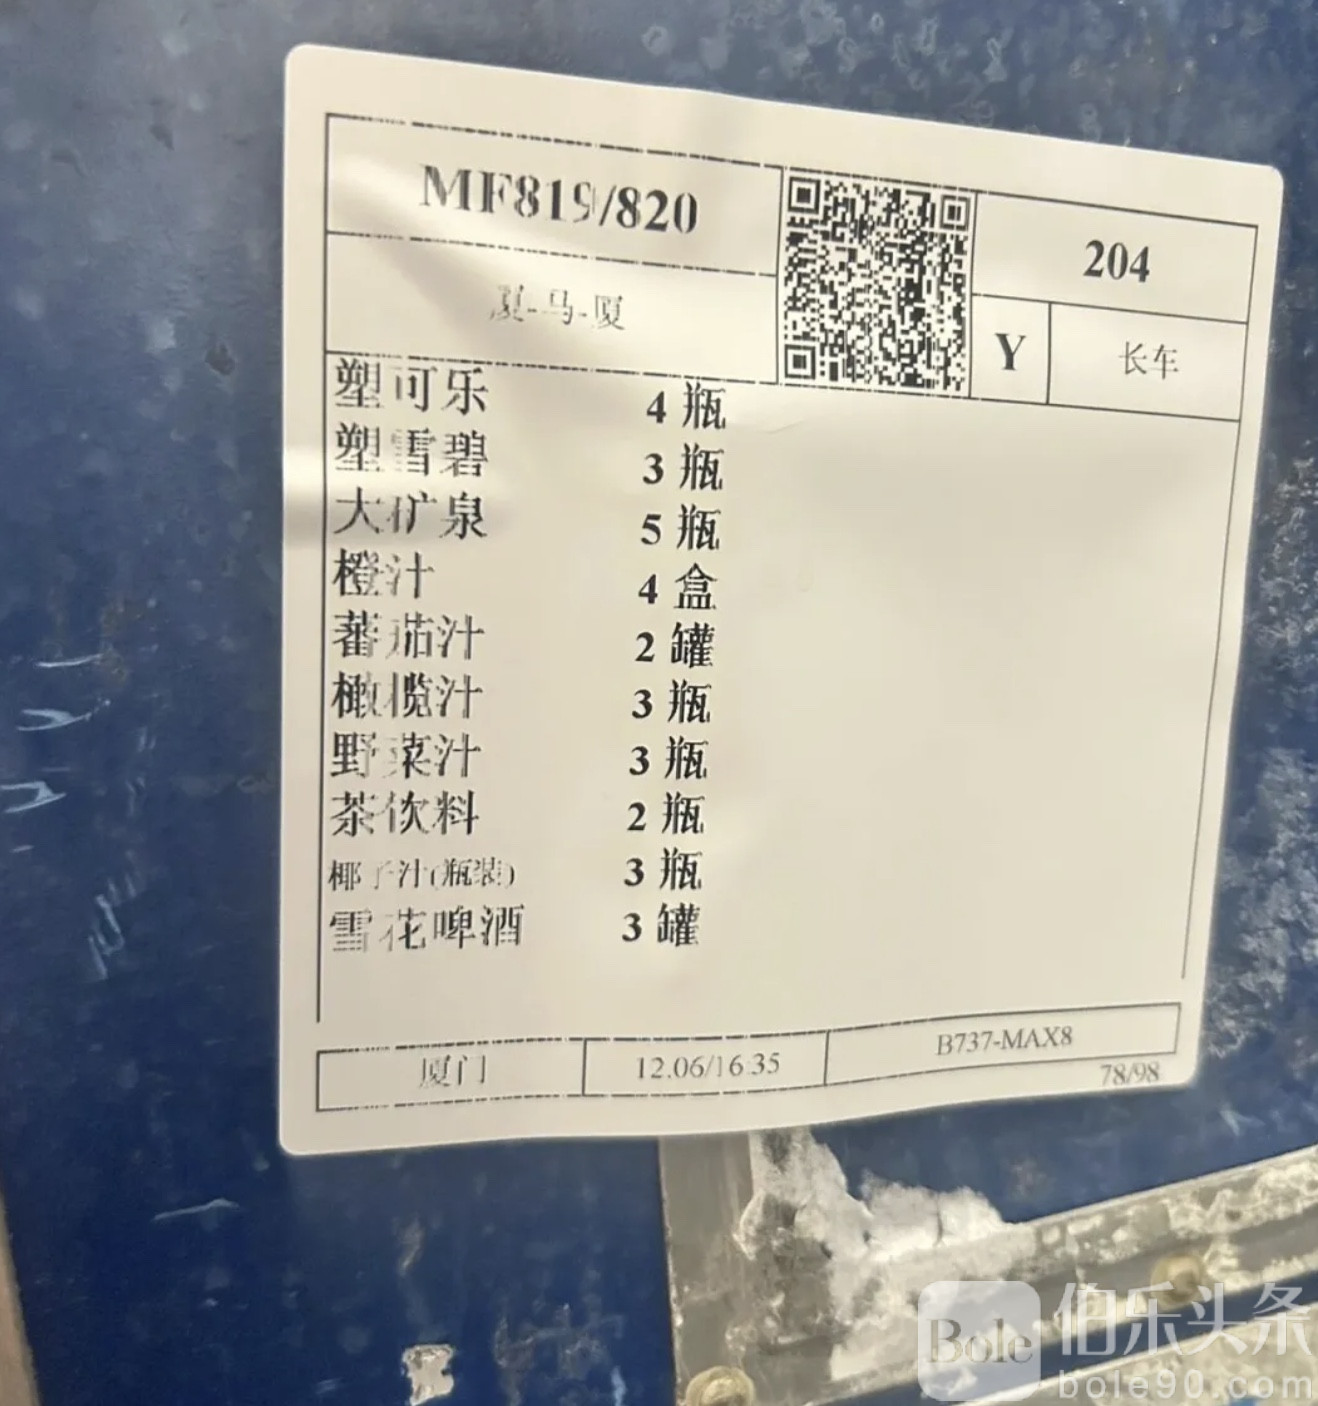 MF819/820
204
厦-马-厦
Y
长车
塑可乐 4 瓶
塑雪碧 3 瓶
大矿泉 5 瓶
橙汁 4 盒
蕃茄汁 2 罐
橄榄汁 3 瓶
野菜汁 3 瓶
茶饮料 2 瓶
椰子汁(瓶装) 3 瓶
雪花啤酒 3 罐
厦门
12.06/16:35
B737-MAX8
78/98
Bole 伯乐头条
bole90.com